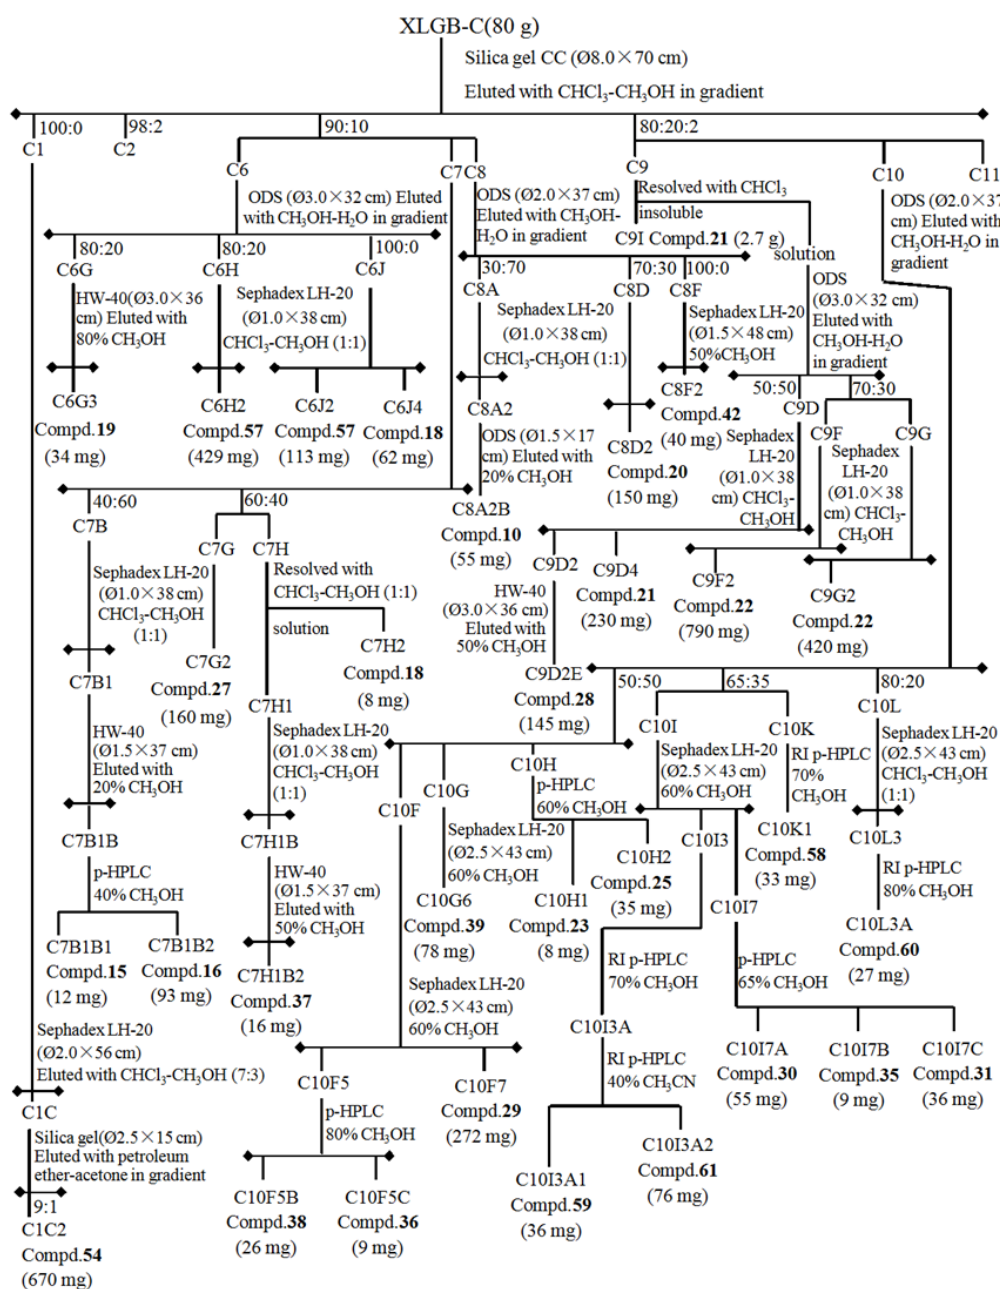 XLGB-C(80 g)
Silica gel CC (Ø8.0×70 cm)
Eluted with CHCl₃-CH₃OH in gradient
100:0
98:2
90:10
80:20:2
C1
C2
C6
C7
C8
C9
C10
C11
ODS (Ø3.0×32 cm) Eluted
with CH₃OH-H₂O in gradient
ODS (Ø2.0×37 cm)
Eluted with CH₃OH-
H₂O in gradient
Resolved with CHCl₃
insoluble
C9I Compd.21 (2.7 g)
solution
ODS (Ø2.0×37
cm) Eluted with
CH₃OH-H₂O in
gradient
80:20
80:20
100:0
C6G
C6H
C6J
HW-40(Ø3.0×36
cm) Eluted with
80% CH₃OH
Sephadex LH-20
(Ø1.0×38 cm)
CHCl₃-CH₃OH (1:1)
C6G3
Compd.19
(34 mg)
C6H2
Compd.57
(429 mg)
C6J2
Compd.57
(113 mg)
C6J4
Compd.18
(62 mg)
30:70
70:30
100:0
C8A
C8D
C8F
Sephadex LH-20
(Ø1.0×38 cm)
CHCl₃-CH₃OH (1:1)
Sephadex LH-20
(Ø1.5×48 cm)
50%CH₃OH
C8A2
ODS (Ø1.5×17
cm) Eluted with
20% CH₃OH
C8A2B
Compd.10
(55 mg)
C8D2
Compd.20
(150 mg)
C8F2
Compd.42
(40 mg)
ODS
(Ø3.0×32 cm)
Eluted with
CH₃OH-H₂O
in gradient
50:50
70:30
C9D
C9F
C9G
Sephadex
LH-20
(Ø1.0×38
cm) CHCl₃-
CH₃OH
Sephadex
LH-20
(Ø1.0×38
cm) CHCl₃-
CH₃OH
C9D2
C9D4
Compd.21
(230 mg)
C9F2
Compd.22
(790 mg)
C9G2
Compd.22
(420 mg)
HW-40
(Ø3.0×36 cm)
Eluted with
50% CH₃OH
C9D2E
Compd.28
(145 mg)
40:60
60:40
C7B
C7G
C7H
Sephadex LH-20
(Ø1.0×38 cm)
CHCl₃-CH₃OH
(1:1)
Resolved with
CHCl₃-CH₃OH (1:1)
solution
C7B1
C7G2
Compd.27
(160 mg)
C7H2
Compd.18
(8 mg)
C7H1
HW-40
(Ø1.5×37 cm)
Eluted with
20% CH₃OH
Sephadex LH-20
(Ø1.0×38 cm)
CHCl₃-CH₃OH
(1:1)
C7B1B
p-HPLC
40% CH₃OH
C7H1B
HW-40
(Ø1.5×37 cm)
Eluted with
50% CH₃OH
C7B1B1
Compd.15
(12 mg)
C7B1B2
Compd.16
(93 mg)
C7H1B2
Compd.37
(16 mg)
50:50
65:35
80:20
C10F
C10G
C10H
C10I
C10K
C10L
Sephadex LH-20
(Ø2.5×43 cm)
60% CH₃OH
p-HPLC
60% CH₃OH
Sephadex LH-20
(Ø2.5×43 cm)
60% CH₃OH
RI p-HPLC
70%
CH₃OH
Sephadex LH-20
(Ø2.5×43 cm)
CHCl₃-CH₃OH
(1:1)
C10G6
Compd.39
(78 mg)
C10H1
Compd.23
(8 mg)
C10H2
Compd.25
(35 mg)
C10I3
C10I7
C10K1
Compd.58
(33 mg)
C10L3
RI p-HPLC
80% CH₃OH
C10L3A
Compd.60
(27 mg)
Sephadex LH-20
(Ø2.5×43 cm)
60% CH₃OH
RI p-HPLC
70% CH₃OH
p-HPLC
65% CH₃OH
C10I3A
RI p-HPLC
40% CH₃CN
C10I7A
Compd.30
(55 mg)
C10I7B
Compd.35
(9 mg)
C10I7C
Compd.31
(36 mg)
C10F5
p-HPLC
80% CH₃OH
C10F7
Compd.29
(272 mg)
C10I3A1
Compd.59
(36 mg)
C10I3A2
Compd.61
(76 mg)
C10F5B
Compd.38
(26 mg)
C10F5C
Compd.36
(9 mg)
Sephadex LH-20
(Ø2.0×56 cm)
Eluted with CHCl₃-CH₃OH (7:3)
C1C
Silica gel(Ø2.5×15 cm)
Eluted with petroleum
ether-acetone in gradient
9:1
C1C2
Compd.54
(670 mg)